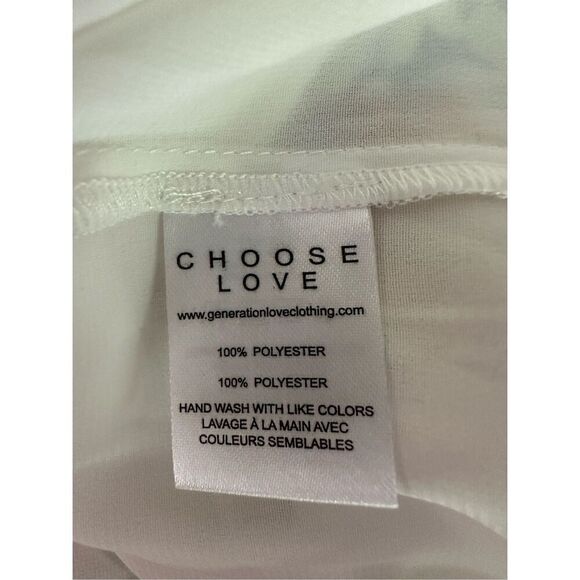 CHOOSE
LOVE
www.generationloveclothing.com
100% POLYESTER
100% POLYESTER
HAND WASH WITH LIKE COLORS
LAVAGE À LA MAIN AVEC
COULEURS SEMBLABLES